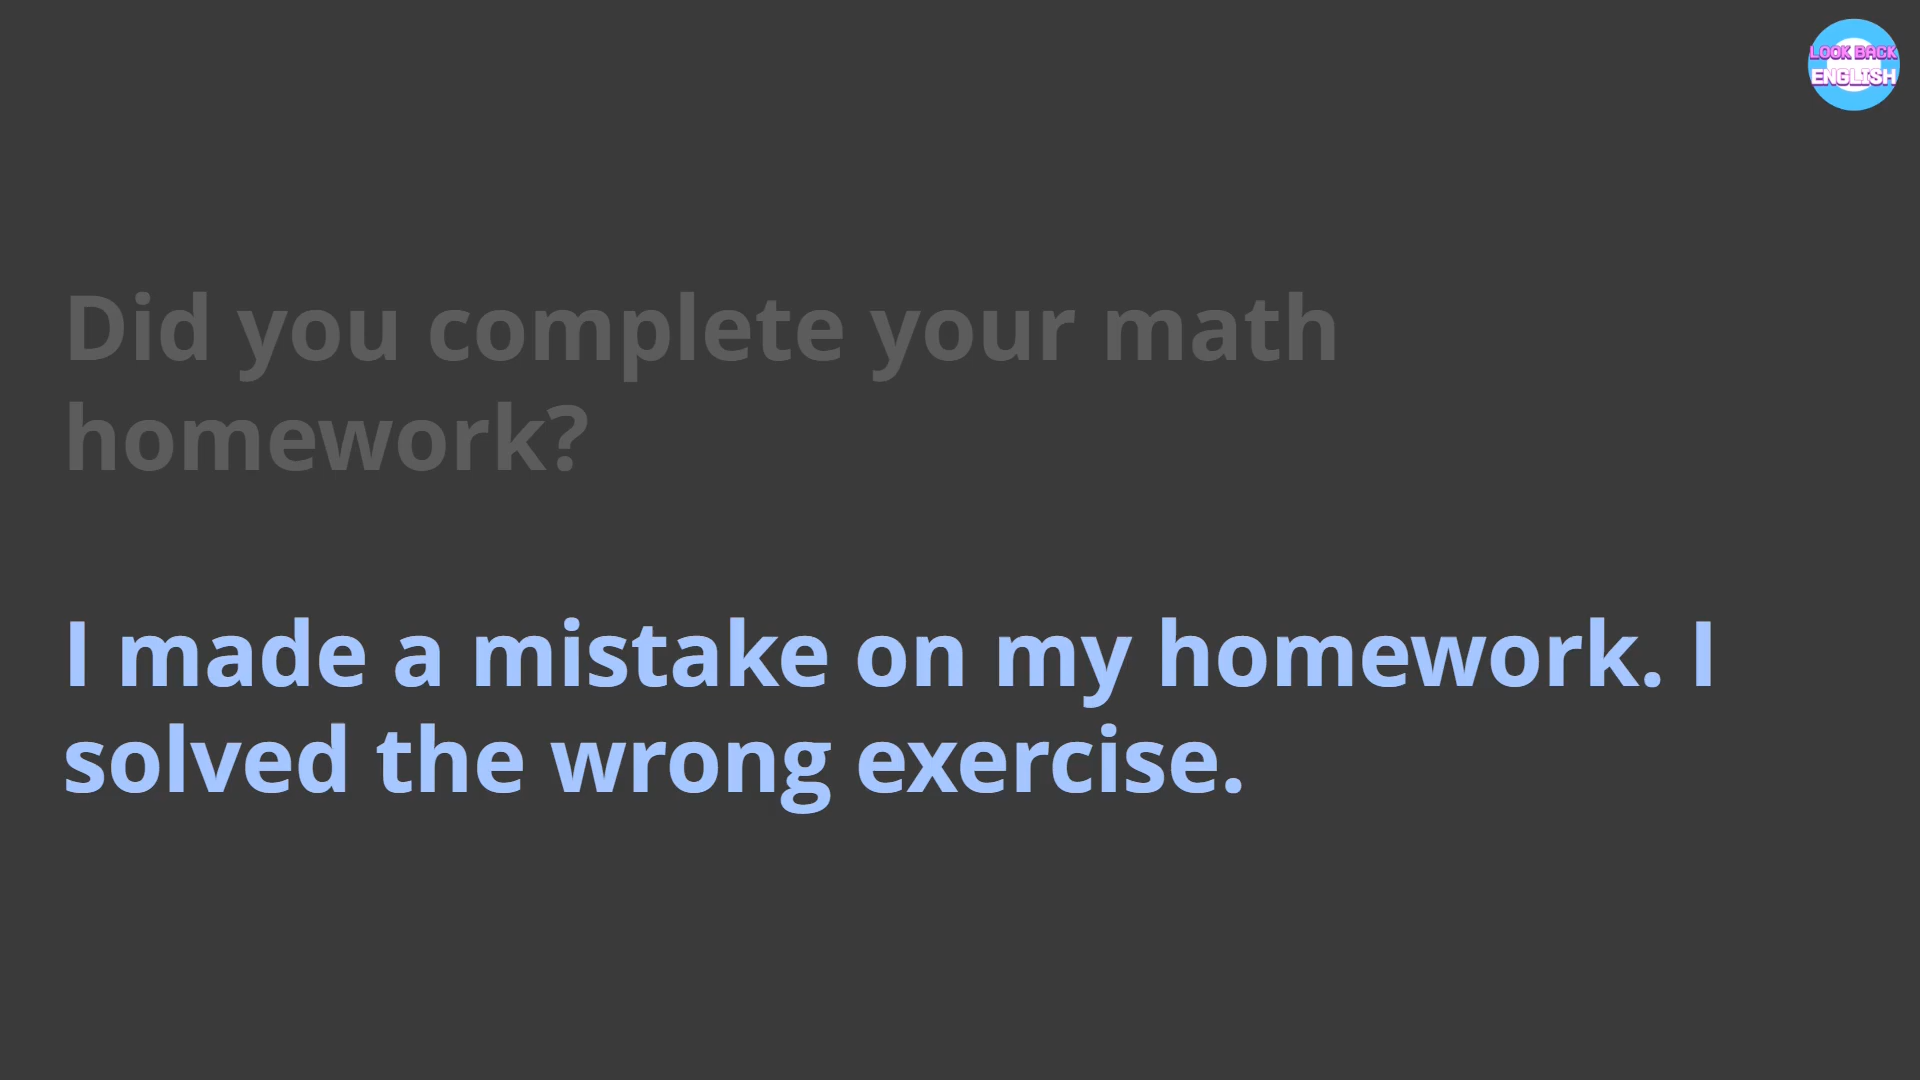 LOOK BACK
ENGLISH
Did you complete your math
homework?
I made a mistake on my homework. I
solved the wrong exercise.